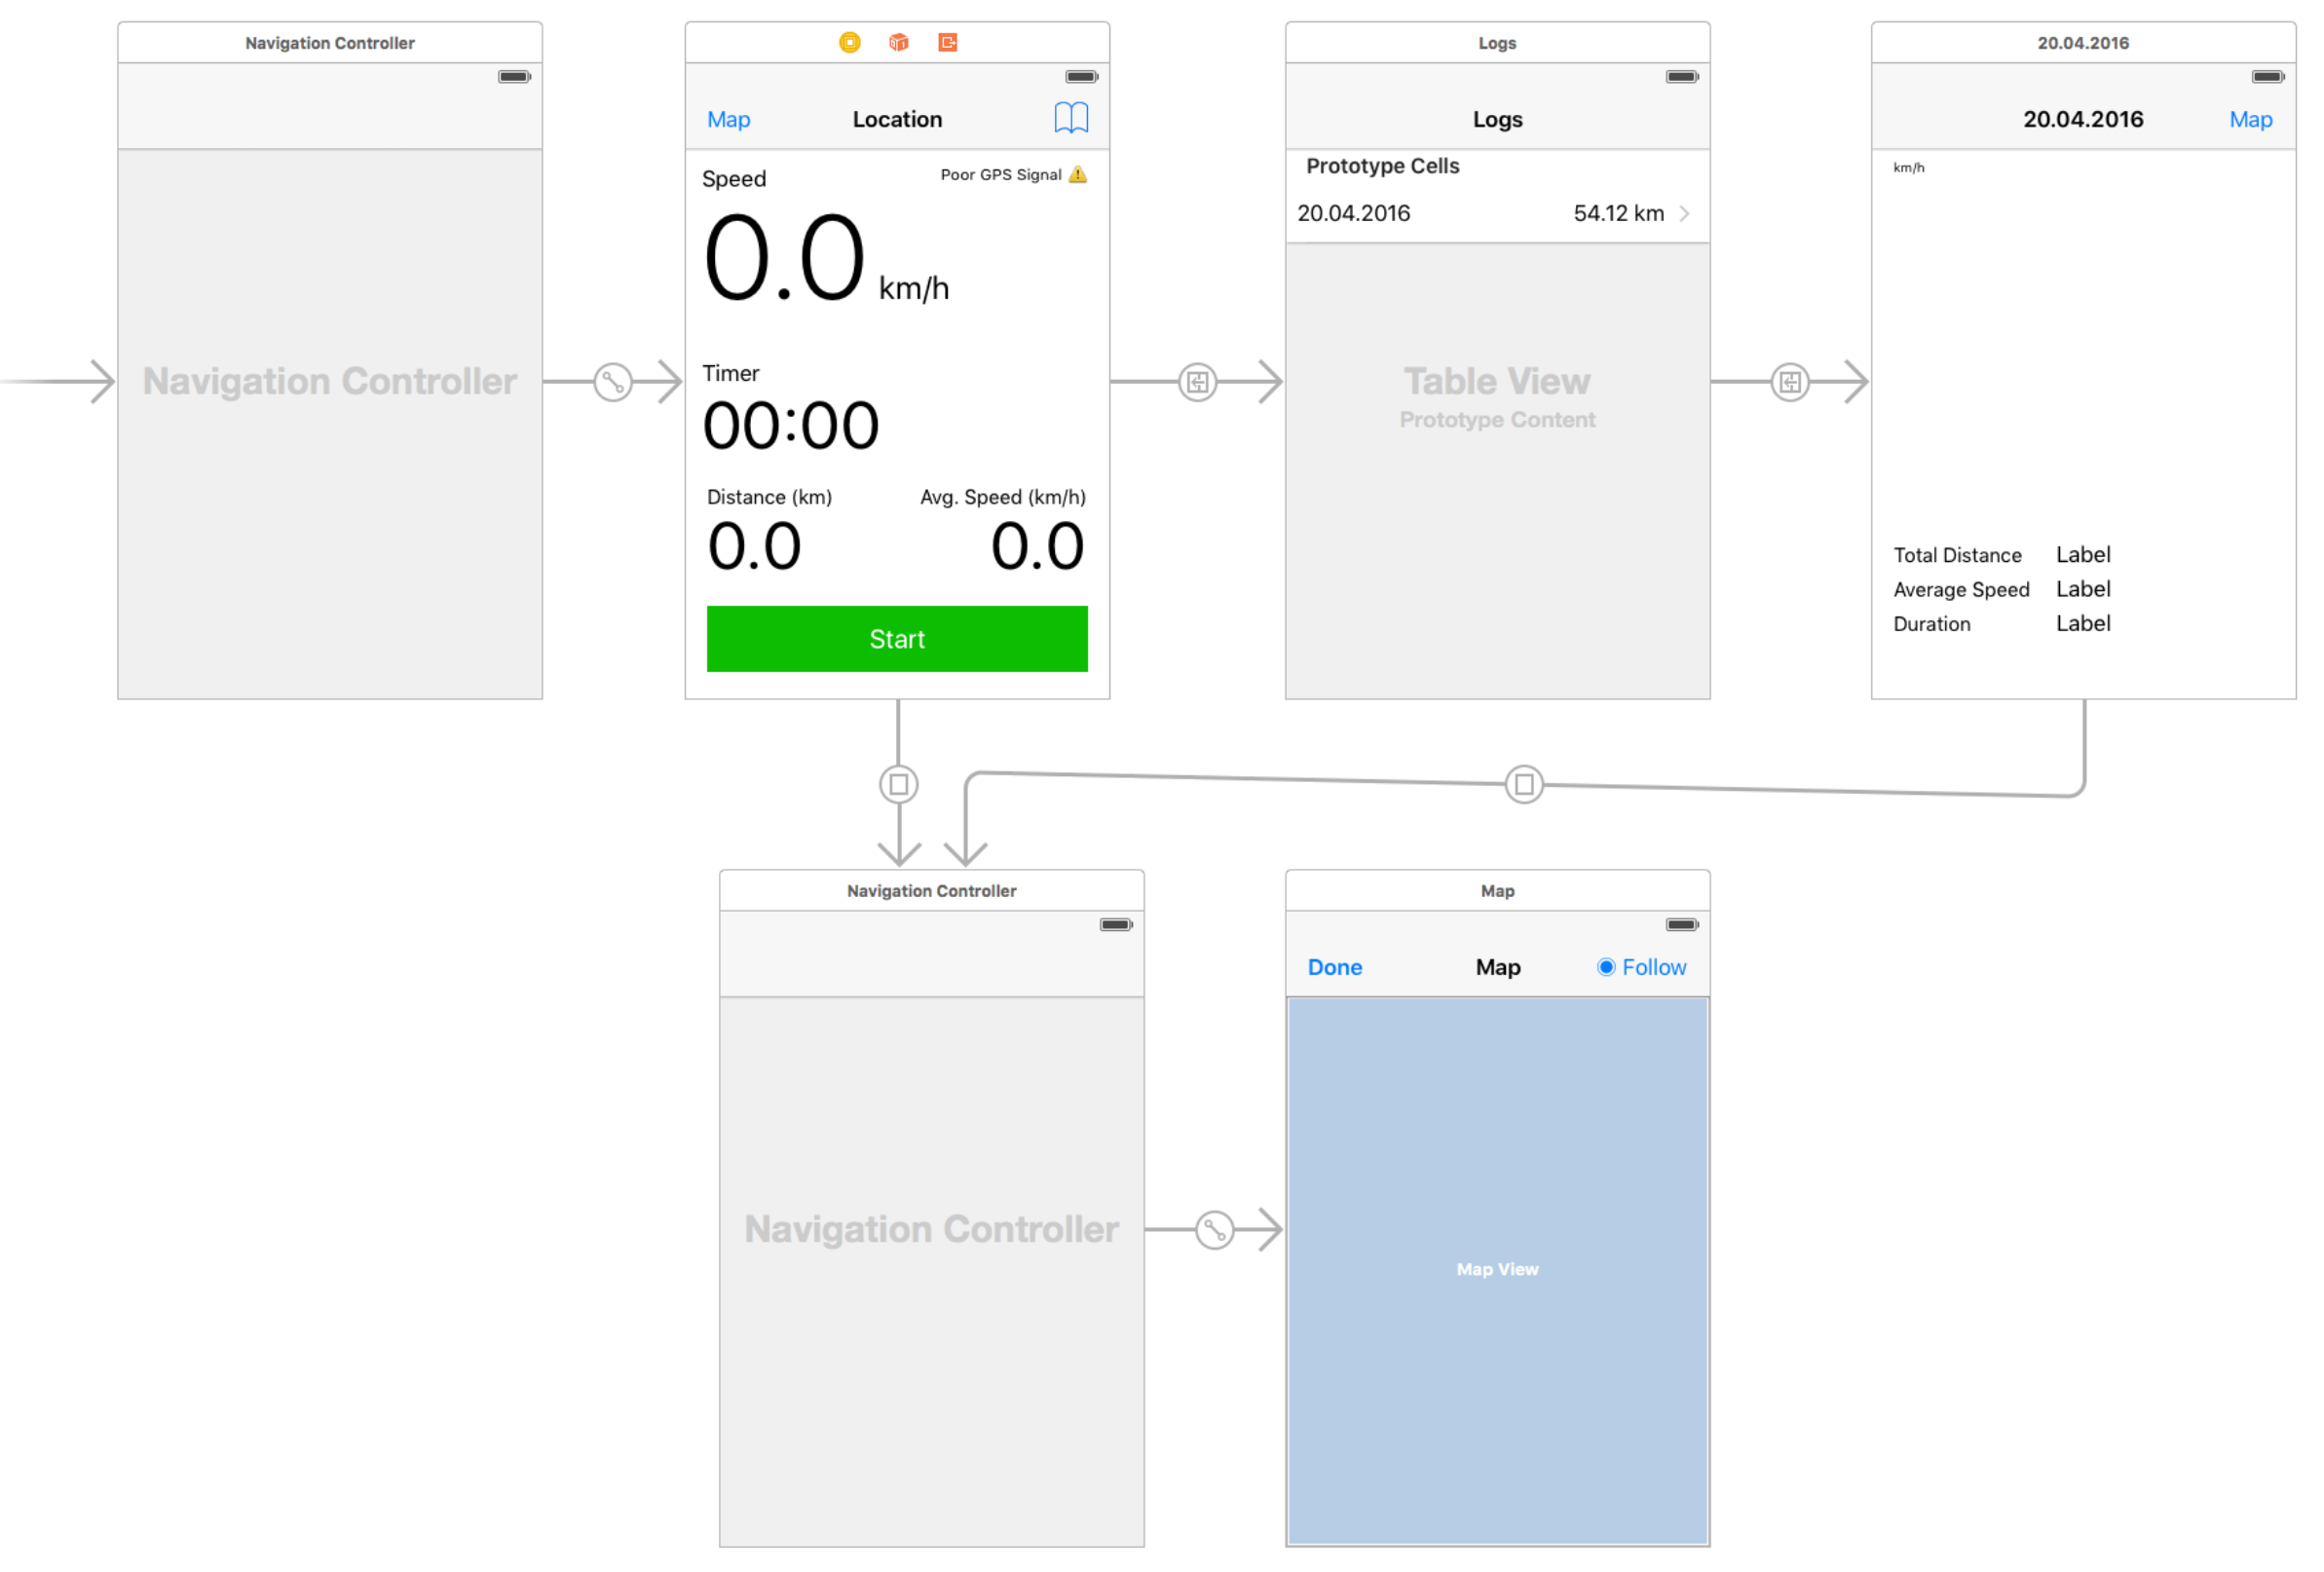 Navigation Controller
Navigation Controller
Map Location
Speed Poor GPS Signal
0.0 km/h
Timer
00:00
Distance (km) Avg. Speed (km/h)
0.0 0.0
Start
Logs
Logs
Prototype Cells
20.04.2016 54.12 km
Table View
Prototype Content
20.04.2016
20.04.2016 Map
km/h
Total Distance Label
Average Speed Label
Duration Label
Navigation Controller
Navigation Controller
Map
Done Map Follow
Map View